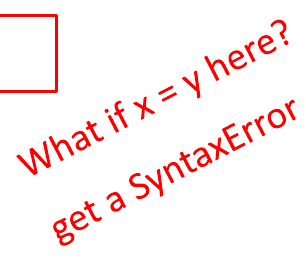 What if x = y here?
get a SyntaxError